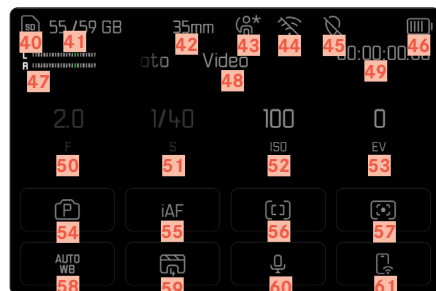 SD 55/59 GB 35mm *
40 41 42 43 44 45 46
L
R
oto Video 00:00:00.00
47 48 49
2.0 1/40 100 0
F S ISO EV
50 51 52 53
P iAF
54 55 56 57
AUTO
WB
58 59 60 61